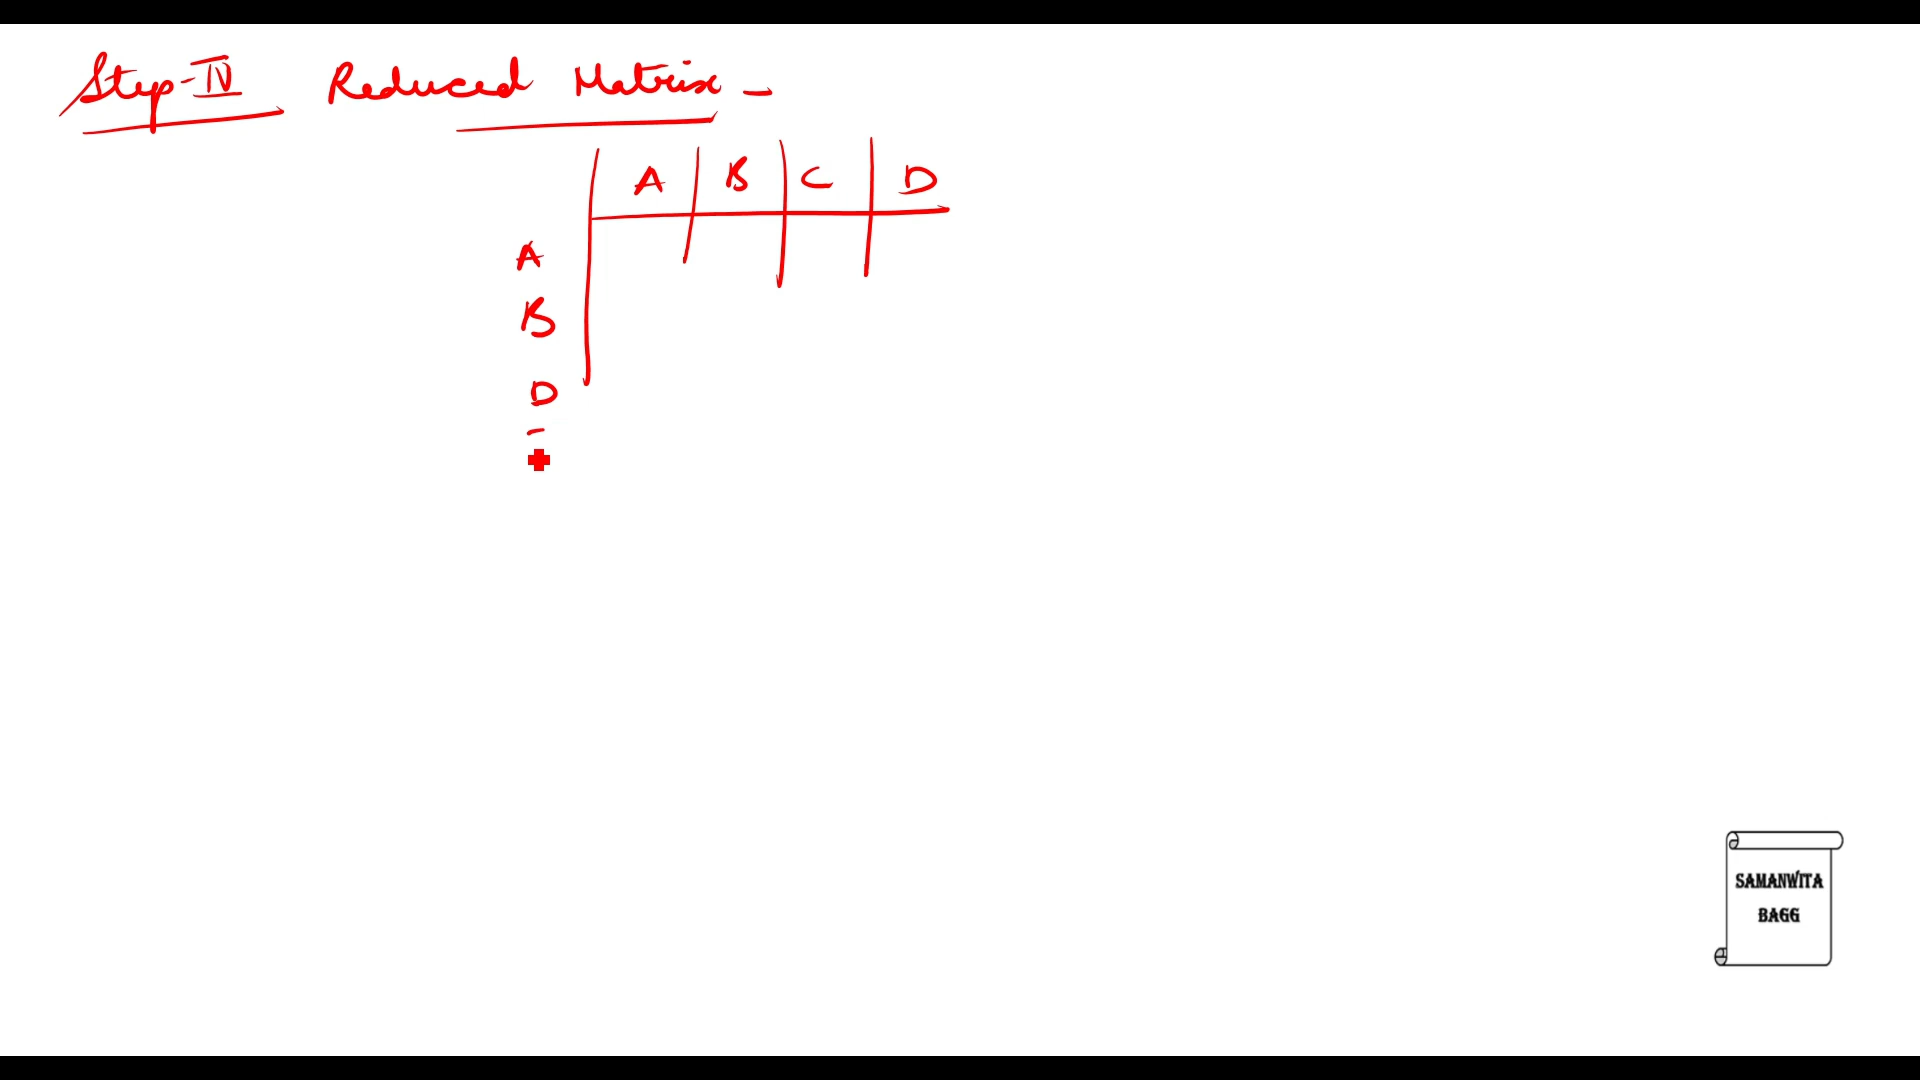 Step-IV Reduced Matrix -
A B C D
A
B
D
SAMANWITA
BAGG